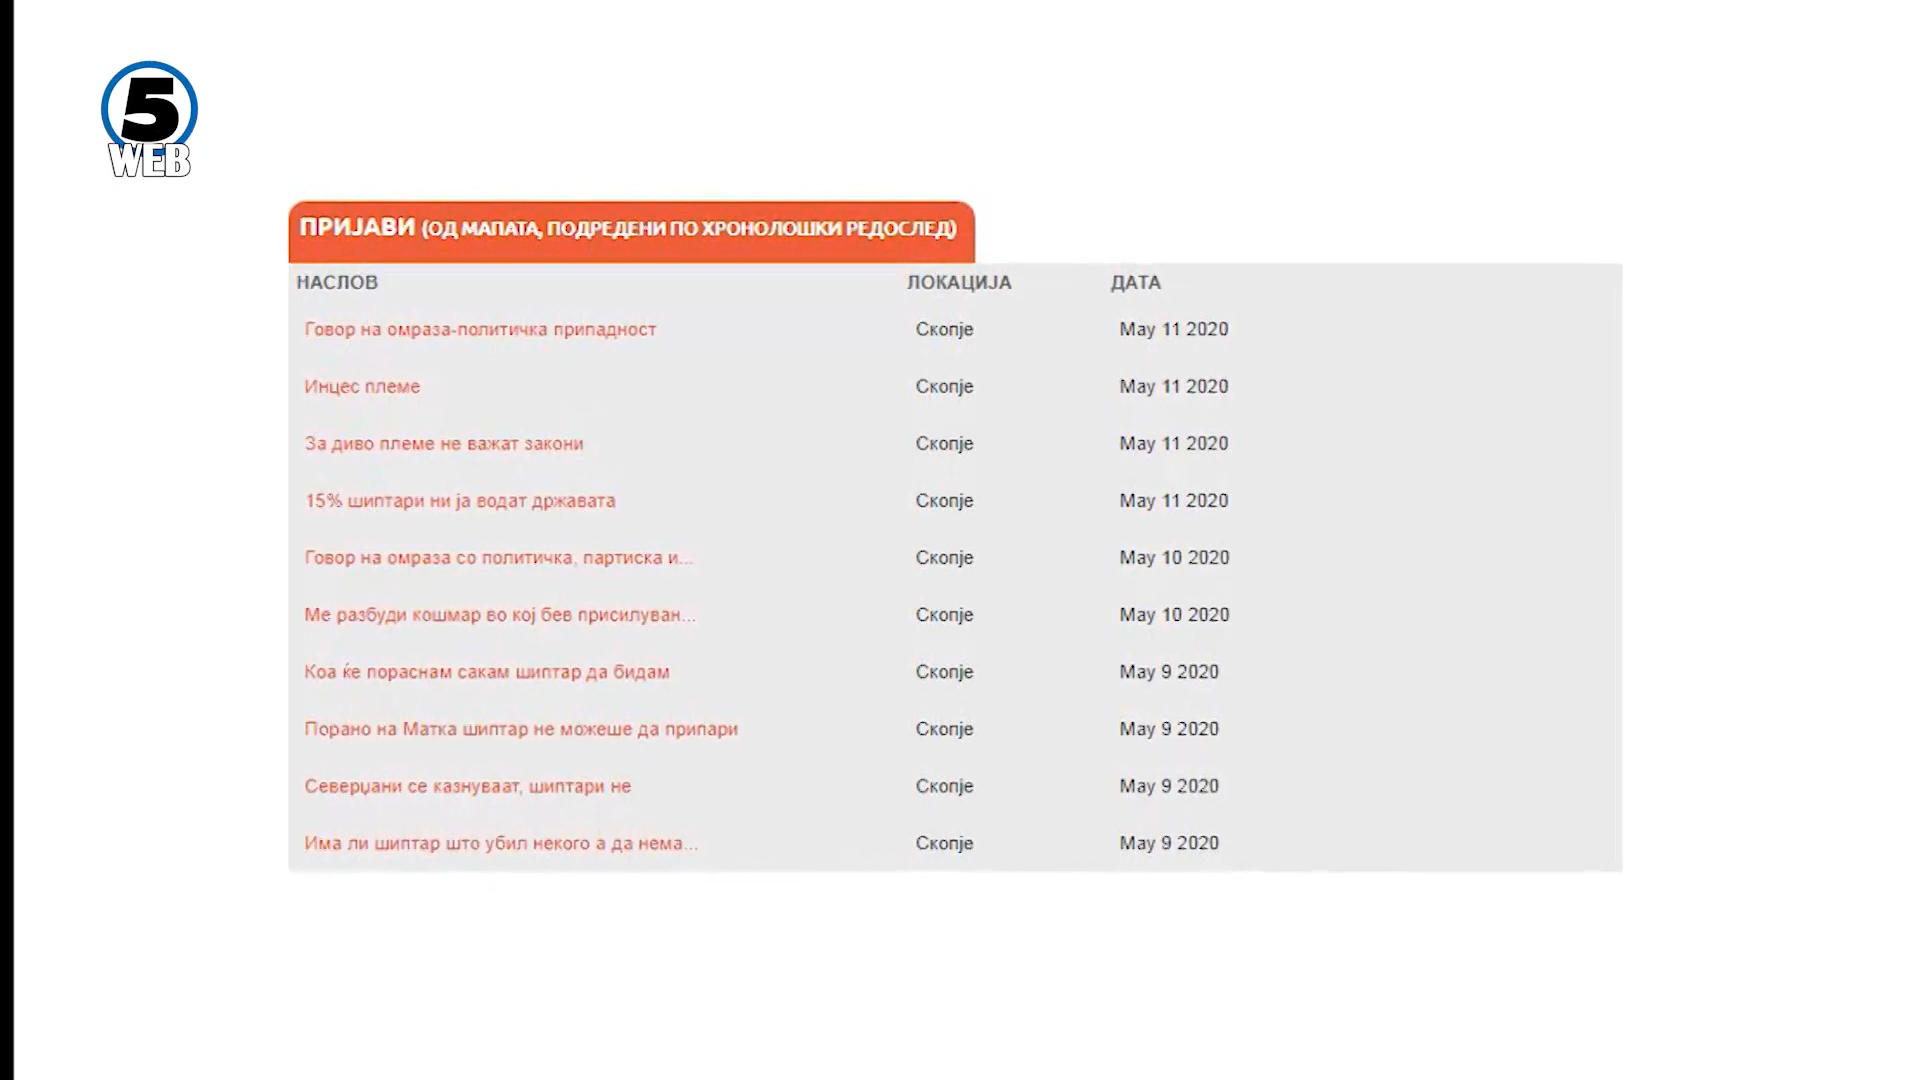 5
WEB
ПРИЈАВИ (ОД МАПАТА, ПОДРЕДЕНИ ПО ХРОНОЛОШКИ РЕДОСЛЕД)
НАСЛОВ ЛОКАЦИЈА ДАТА
Говор на омраза-политичка припадност Скопје May 11 2020
Инцес племе Скопје May 11 2020
За диво племе не важат закони Скопје May 11 2020
15% шиптари ни ја водат државата Скопје May 11 2020
Говор на омраза со политичка, партиска и... Скопје May 10 2020
Ме разбуди кошмар во кој бев присилуван... Скопје May 10 2020
Коа ќе пораснам сакам шиптар да бидам Скопје May 9 2020
Порано на Матка шиптар не можеше да припари Скопје May 9 2020
Северџани се казнуваат, шиптари не Скопје May 9 2020
Има ли шиптар што убил некого а да нема... Скопје May 9 2020